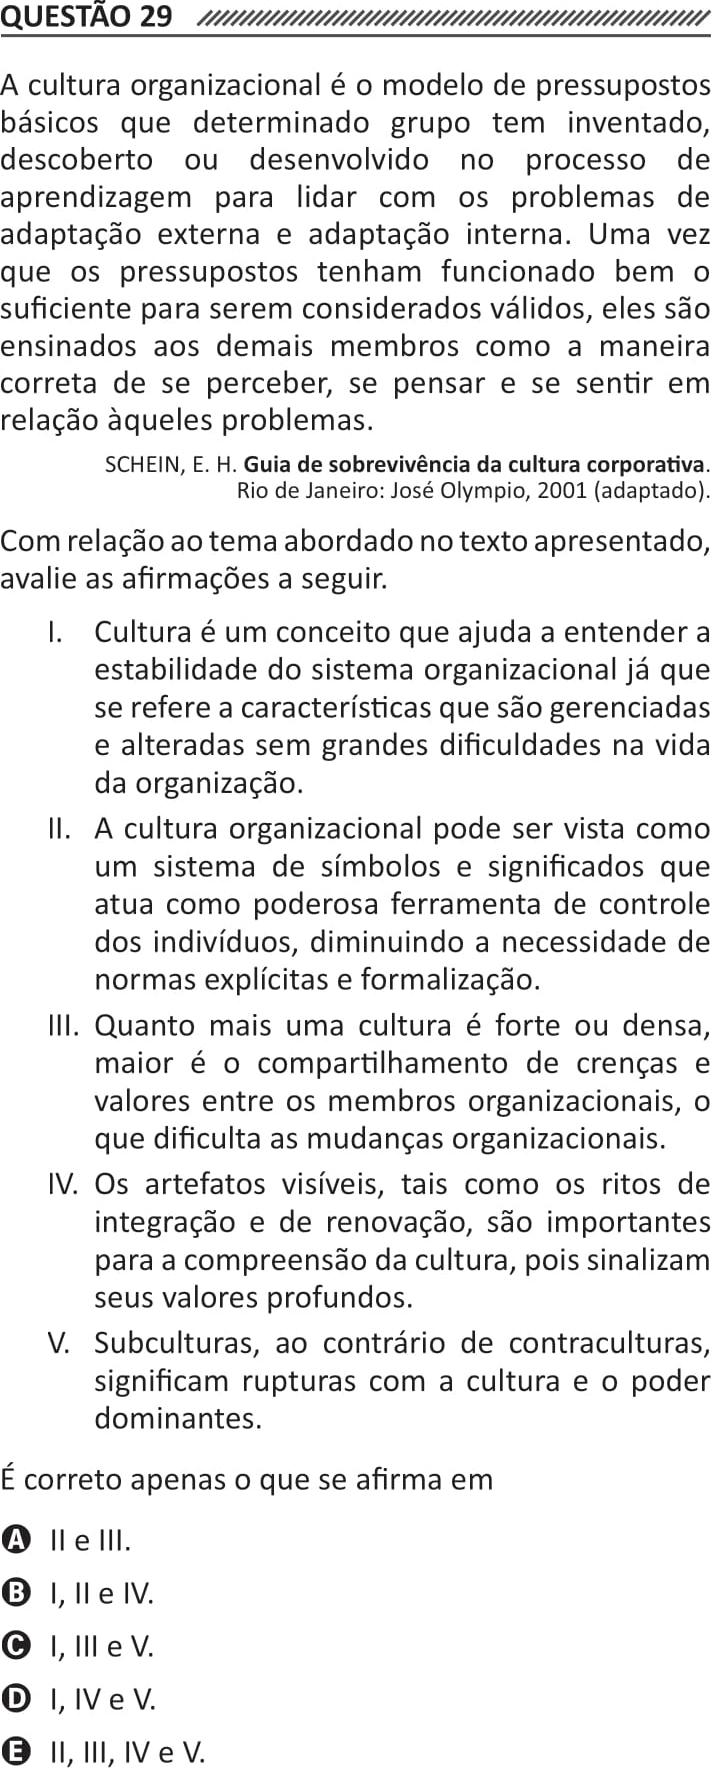 QUESTÃO 29
A cultura organizacional é o modelo de pressupostos
básicos que determinado grupo tem inventado,
descoberto ou desenvolvido no processo de
aprendizagem para lidar com os problemas de
adaptação externa e adaptação interna. Uma vez
que os pressupostos tenham funcionado bem o
suficiente para serem considerados válidos, eles são
ensinados aos demais membros como a maneira
correta de se perceber, se pensar e se sentir em
relação àqueles problemas.
SCHEIN, E. H. Guia de sobrevivência da cultura corporativa.
Rio de Janeiro: José Olympio, 2001 (adaptado).
Com relação ao tema abordado no texto apresentado,
avalie as afirmações a seguir.
I. Cultura é um conceito que ajuda a entender a
estabilidade do sistema organizacional já que
se refere a características que são gerenciadas
e alteradas sem grandes dificuldades na vida
da organização.
II. A cultura organizacional pode ser vista como
um sistema de símbolos e significados que
atua como poderosa ferramenta de controle
dos indivíduos, diminuindo a necessidade de
normas explícitas e formalização.
III. Quanto mais uma cultura é forte ou densa,
maior é o compartilhamento de crenças e
valores entre os membros organizacionais, o
que dificulta as mudanças organizacionais.
IV. Os artefatos visíveis, tais como os ritos de
integração e de renovação, são importantes
para a compreensão da cultura, pois sinalizam
seus valores profundos.
V. Subculturas, ao contrário de contraculturas,
significam rupturas com a cultura e o poder
dominantes.
É correto apenas o que se afirma em
A II e III.
B I, II e IV.
C I, III e V.
D I, IV e V.
E II, III, IV e V.